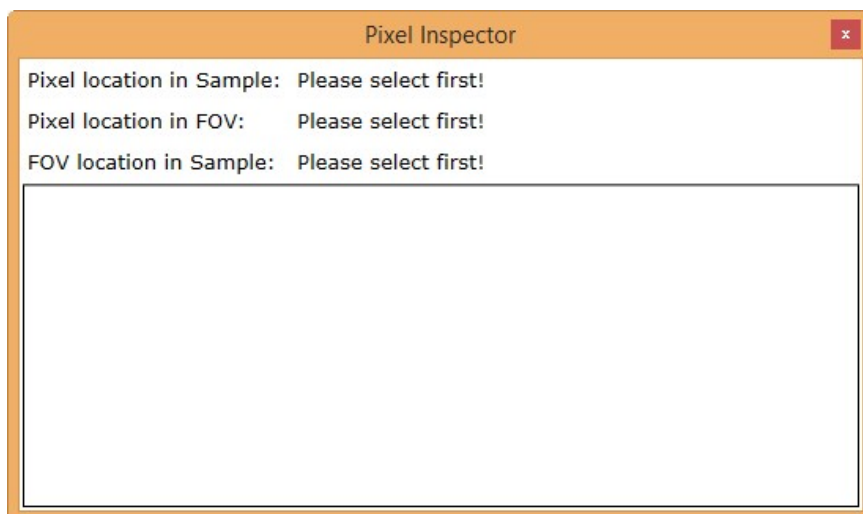 Pixel Inspector
x
Pixel location in Sample: Please select first!
Pixel location in FOV: Please select first!
FOV location in Sample: Please select first!